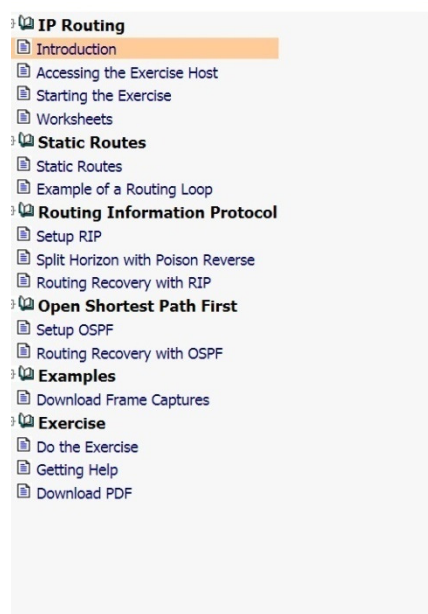 IP Routing
Introduction
Accessing the Exercise Host
Starting the Exercise
Worksheets
Static Routes
Static Routes
Example of a Routing Loop
Routing Information Protocol
Setup RIP
Split Horizon with Poison Reverse
Routing Recovery with RIP
Open Shortest Path First
Setup OSPF
Routing Recovery with OSPF
Examples
Download Frame Captures
Exercise
Do the Exercise
Getting Help
Download PDF